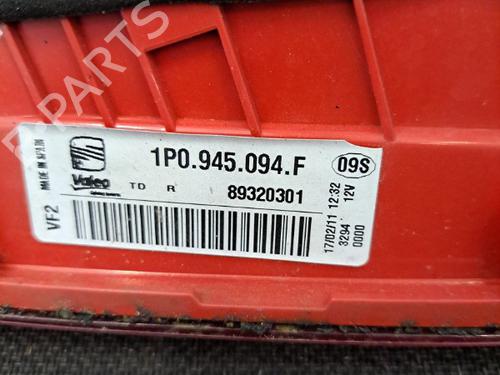 MADE IN SPAIN
VF2
1P0.945.094.F
09S
Valeo
TD R 89320301
17/02/11 12:32
3294 12V
0000
B-PARTS